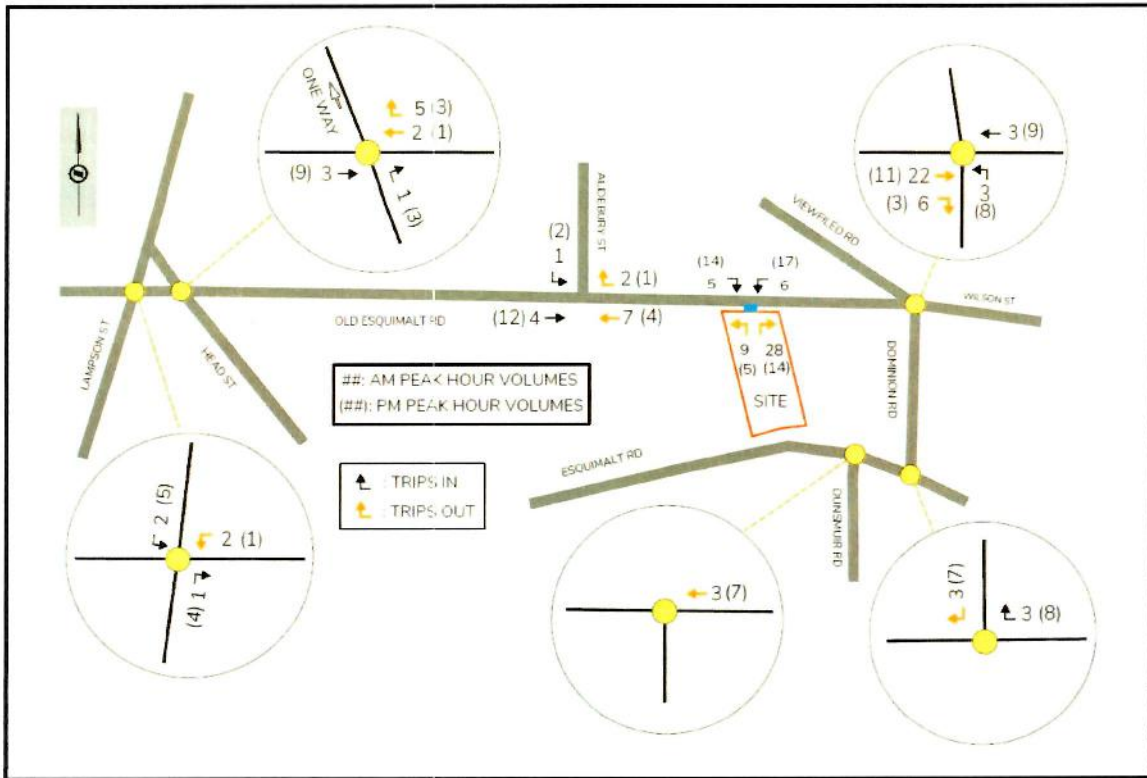 ONE WAY
5 (3)
2 (1)
(9) 3
1 (3)
3 (9)
(11) 22
(3) 6
3
(8)
ALDEBURY ST
VIEWFILED RD
(2)
1
2 (1)
(14)
5
(17)
6
WILSON ST
OLD ESQUIMALT RD
(12) 4
7 (4)
LAMPSON ST
HEAD ST
9
(5)
28
(14)
SITE
DOMINION RD
##: AM PEAK HOUR VOLUMES
(##): PM PEAK HOUR VOLUMES
ESQUIMALT RD
: TRIPS IN
: TRIPS OUT
DUNSMUIR RD
2 (5)
2 (1)
(4) 1
3 (7)
3 (7)
3 (8)